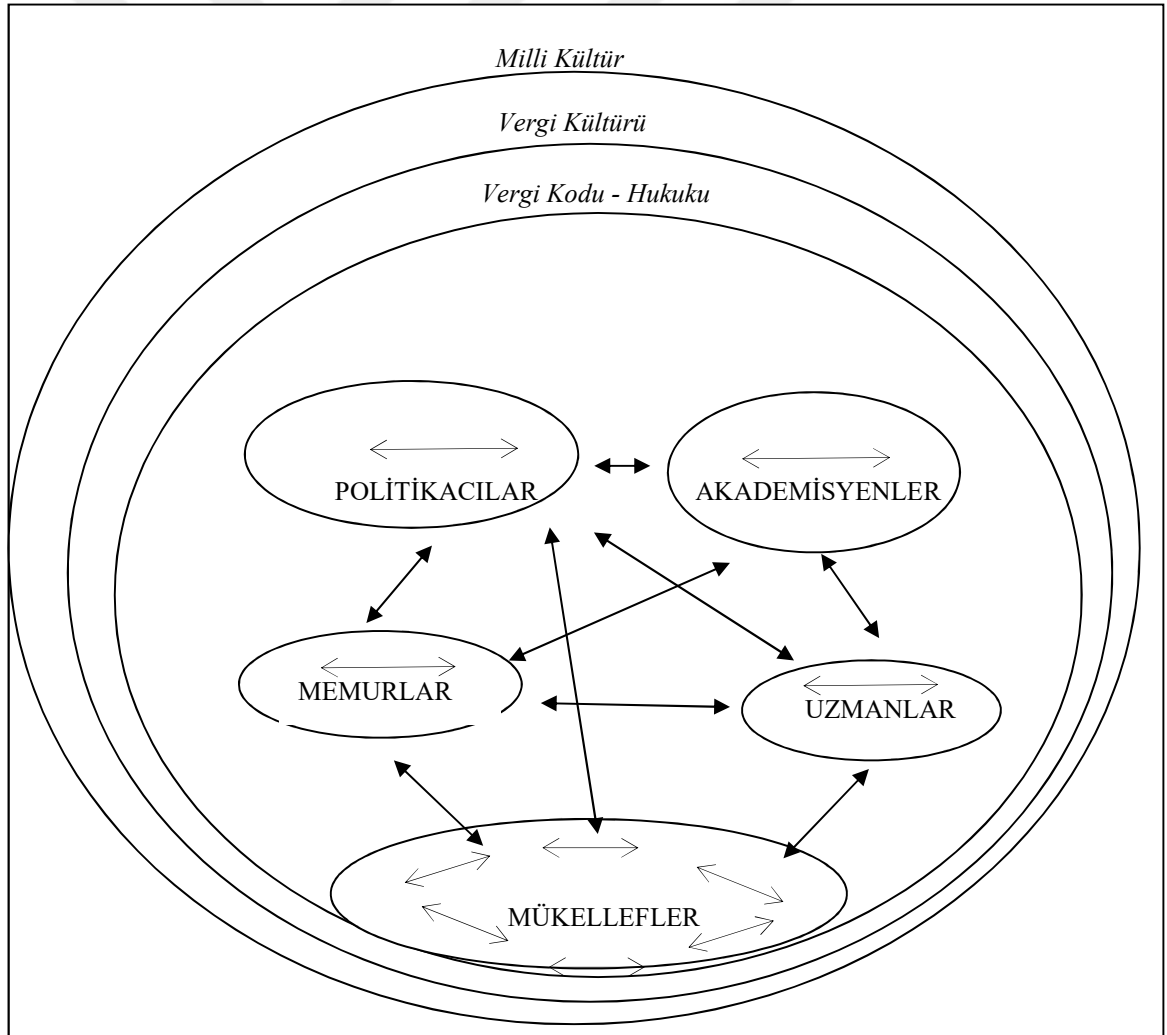 Milli Kültür
Vergi Kültürü
Vergi Kodu - Hukuku
POLİTİKACILAR
AKADEMİSYENLER
MEMURLAR
UZMANLAR
MÜKELLEFLER